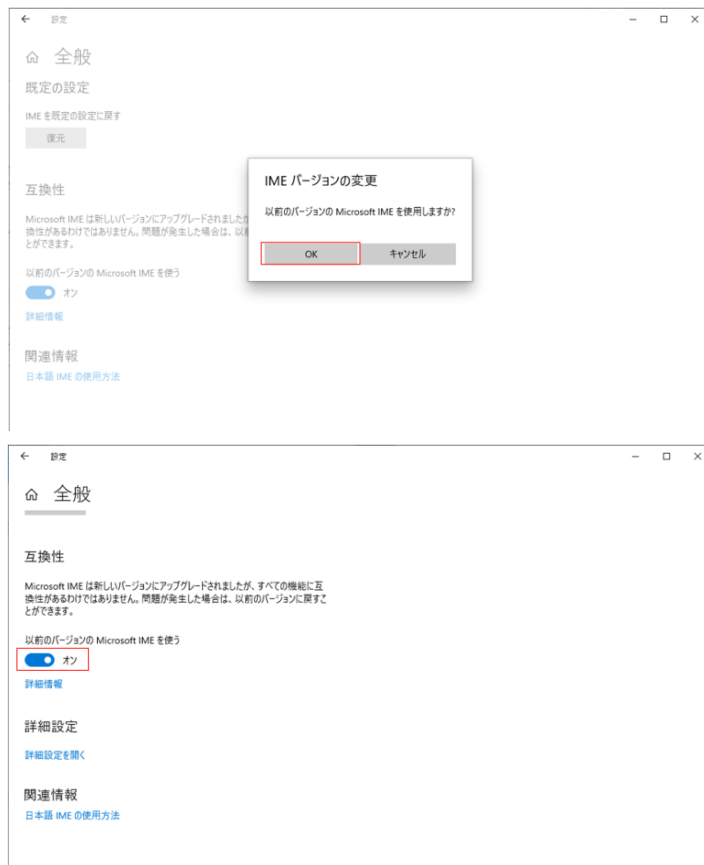 設定
全般
既定の設定
IME を既定の設定に戻す
復元
互換性
Microsoft IME は新しいバージョンにアップグレードされましたが
換性があるわけではありません。問題が発生した場合は、以前
とができます。
以前のバージョンの Microsoft IME を使う
オン
詳細情報
関連情報
日本語 IME の使用方法
IME バージョンの変更
以前のバージョンの Microsoft IME を使用しますか?
OK
キャンセル
設定
全般
互換性
Microsoft IME は新しいバージョンにアップグレードされましたが、すべての機能に互
換性があるわけではありません。問題が発生した場合は、以前のバージョンに戻すこ
とができます。
以前のバージョンの Microsoft IME を使う
オン
詳細情報
詳細設定
詳細設定を開く
関連情報
日本語 IME の使用方法